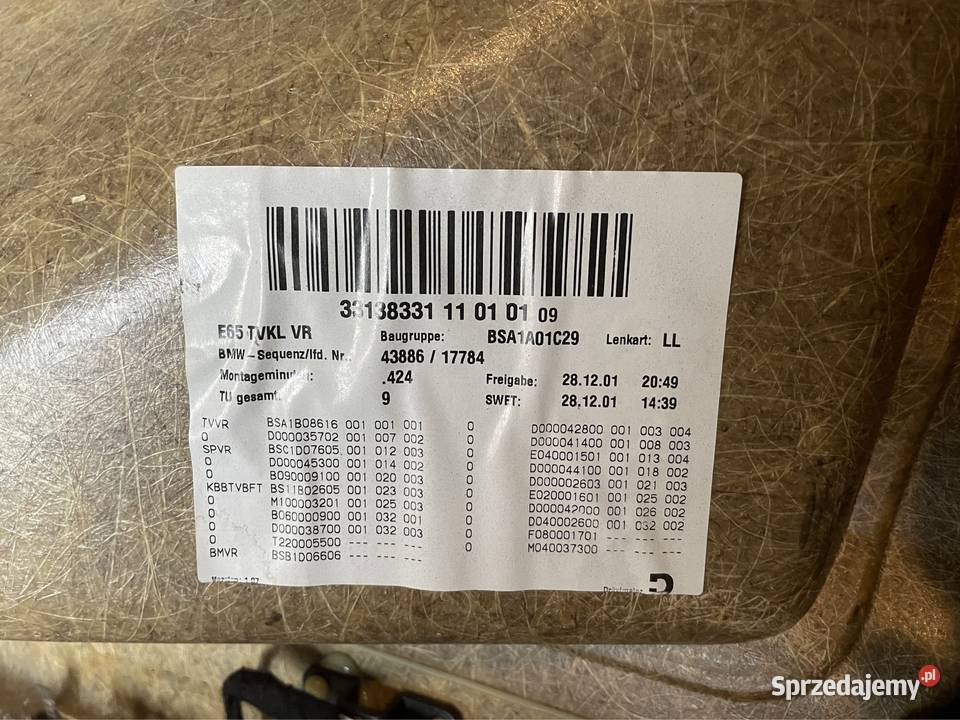 33138331 11 01 01 09
E65 TVKL VR Baugruppe: BSA1A01C29 Lenkart: LL
BMW-Sequenz/lfd. Nr.: 43886 / 17784
Montageminuten: .424 Freigabe: 28.12.01 20:49
TU gesamt. 9 SWFT: 28.12.01 14:39
TVVR BSA1B08616 001 001 001 0 D000042800 001 003 004
0 D000035702 001 007 002 0 D000041400 001 008 003
SPVR BSC1D07605 001 012 003 0 E040001501 001 013 004
0 D000045300 001 014 002 0 D000044100 001 018 002
0 B090009100 001 020 003 0 D000002603 001 021 003
KBBTVBFT BS11B02605 001 023 003 0 E020001601 001 025 002
0 M100003201 001 025 003 0 D000042000 001 026 002
0 B060000900 001 032 001 0 D040002600 001 032 002
0 D000038700 001 032 003 0 F080001701 --- --- ---
0 T220005500 --- --- --- 0 M040037300 --- --- ---
BMVR BSB1D06606 --- --- ---
Sprzedajemy.pl